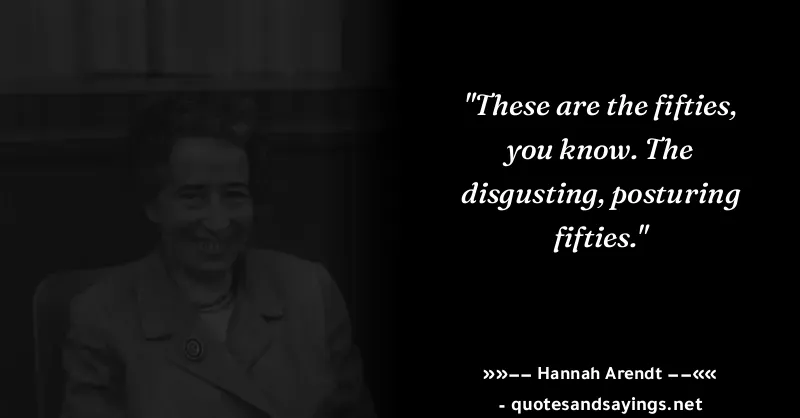 "These are the fifties,
you know. The
disgusting, posturing
fifties."
»»−− Hannah Arendt −−««
- quotesandsayings.net